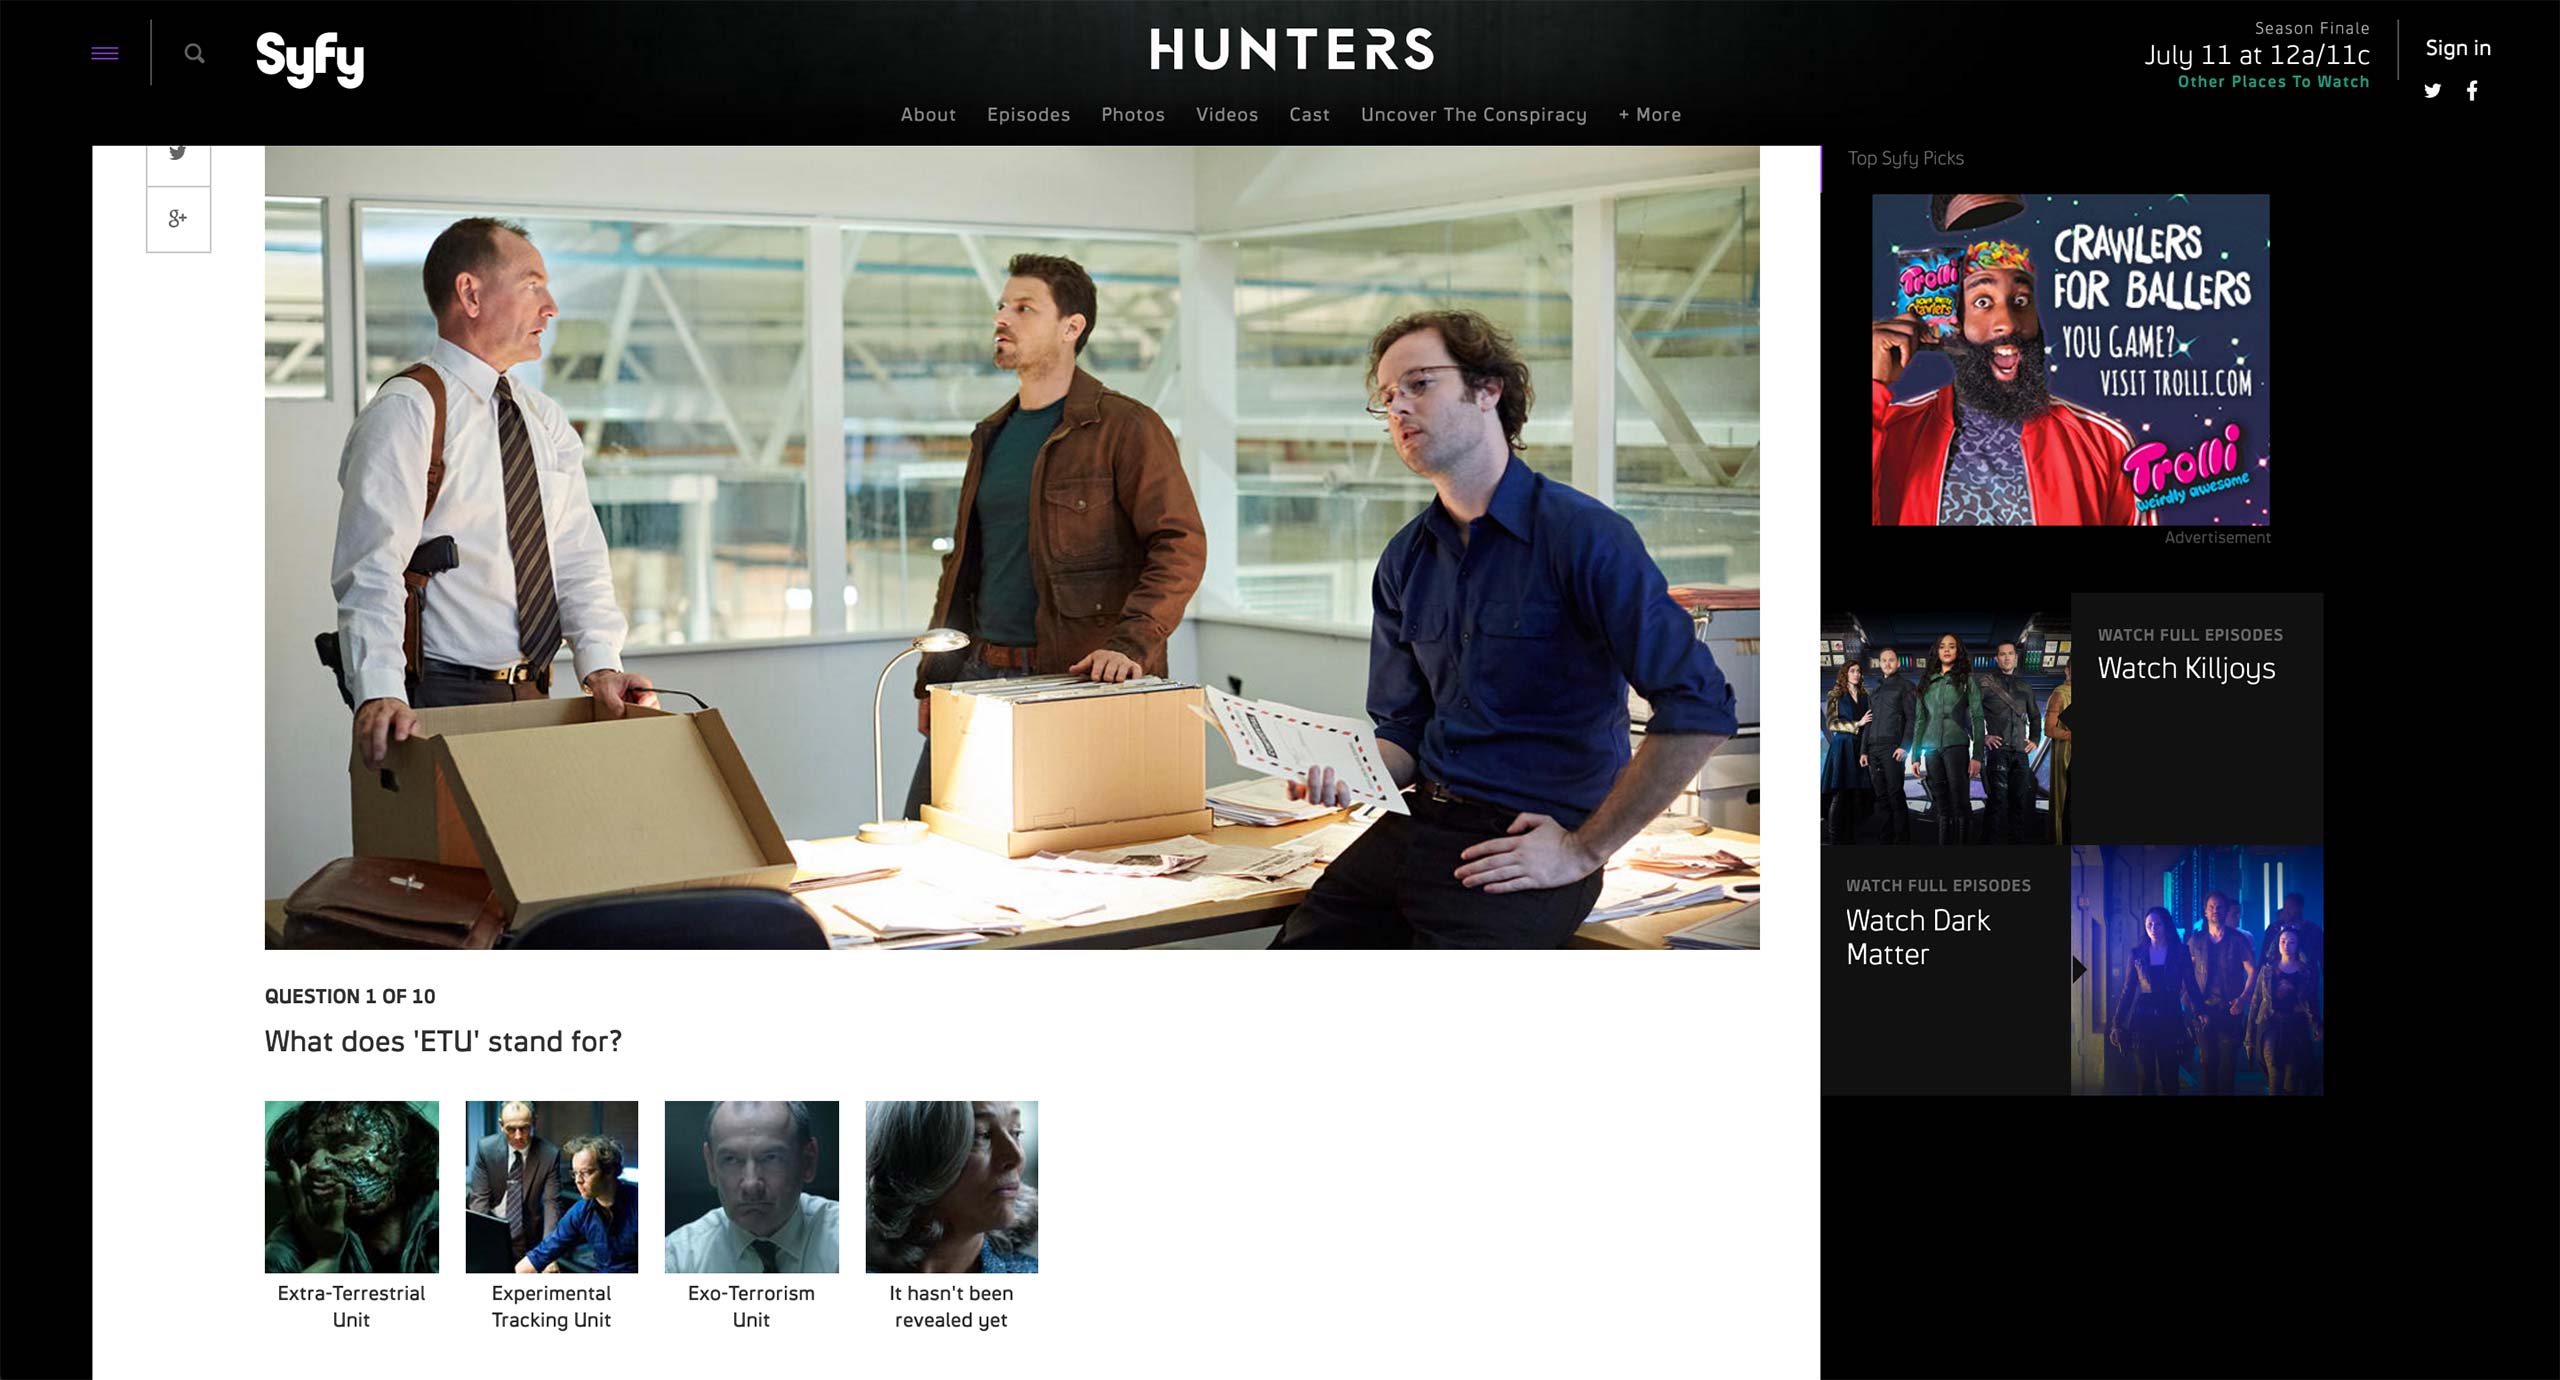 Syfy
HUNTERS
Season Finale
July 11 at 12a/11c
Other Places To Watch
Sign in
About
Episodes
Photos
Videos
Cast
Uncover The Conspiracy
+ More
g+
Top Syfy Picks
CRAWLERS
FOR BALLERS
YOU GAME?
VISIT TROLLI.COM
Trolli
Crawlers
Trolli
weirdly awesome
Advertisement
WATCH FULL EPISODES
Watch Killjoys
WATCH FULL EPISODES
Watch Dark
Matter
QUESTION 1 OF 10
What does 'ETU' stand for?
Extra-Terrestrial
Unit
Experimental
Tracking Unit
Exo-Terrorism
Unit
It hasn't been
revealed yet